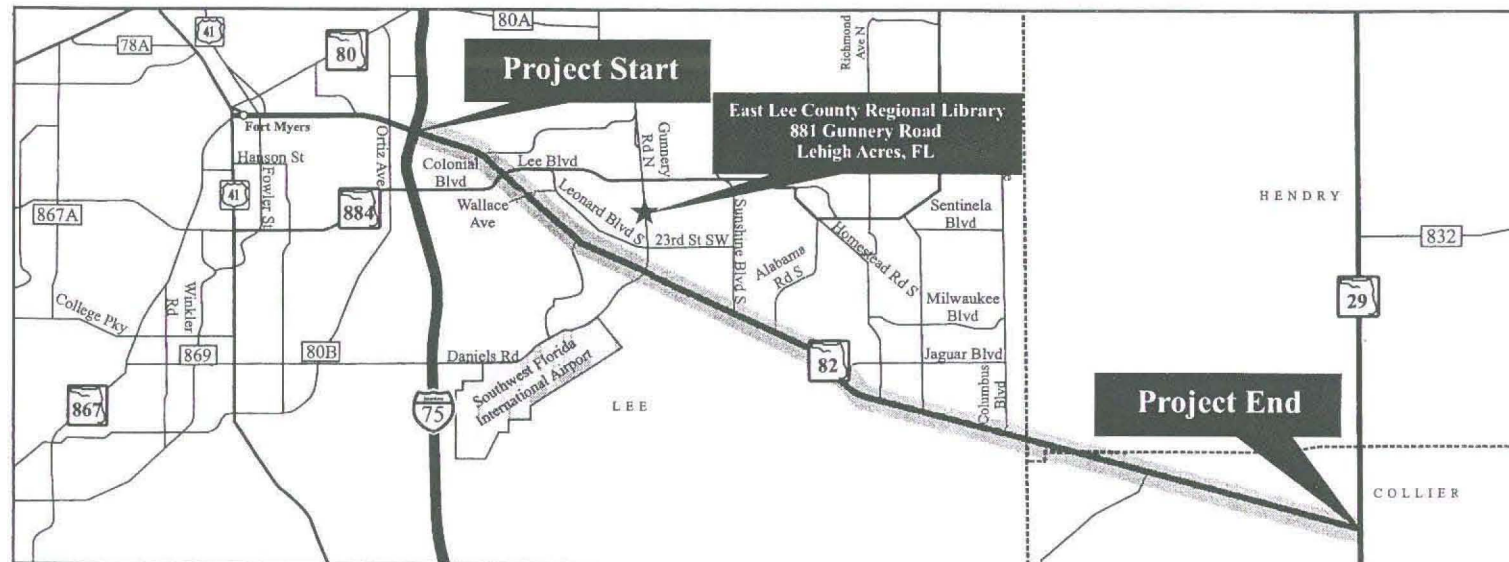 41
78A
80
80A
Richmond
Ave N
Project Start
East Lee County Regional Library
881 Gunnery Road
Lehigh Acres, FL
Fort Myers
Ortiz Ave
Gunnery
Rd N
Hanson St
Fowler St
Colonial
Blvd
Lee Blvd
41
884
867A
Wallace
Ave
Leonard Blvd S
23rd St SW
Sunshine Blvd S
Sentinela
Blvd
HENDRY
832
Alabama
Rd S
Homestead Rd S
29
College Pky
Winkler
Rd
Milwaukee
Blvd
869
80B
Daniels Rd
82
Jaguar Blvd
Southwest Florida
International Airport
867
75
LEE
Columbus
Blvd
Project End
COLLIER